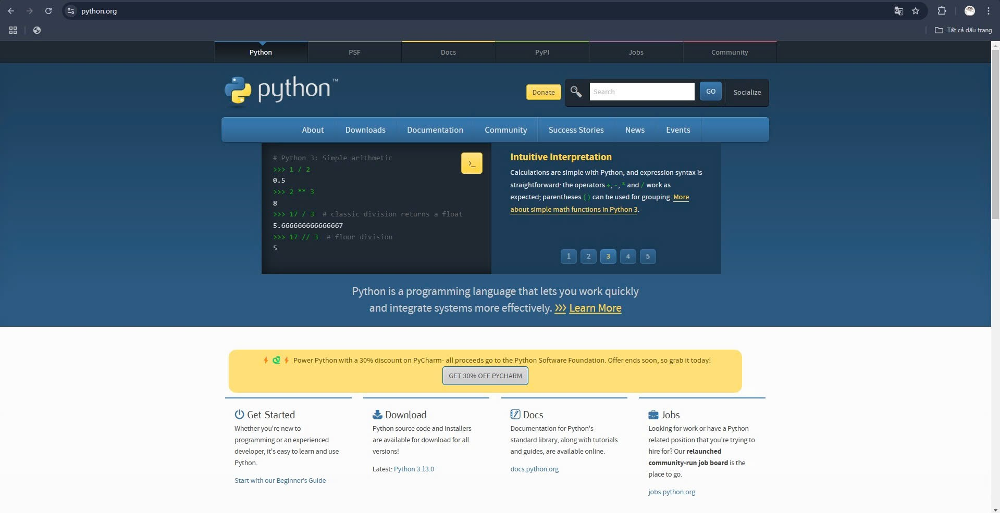 python.org
Tất cả dấu trang
Python PSF Docs PyPI Jobs Community
python™
Donate Search GO Socialize
About Downloads Documentation Community Success Stories News Events
# Python 3: Simple arithmetic
>>> 1 / 2
0.5
>>> 2 ** 3
8
>>> 17 / 3  # classic division returns a float
5.666666666666667
>>> 17 // 3  # floor division
5
>_
Intuitive Interpretation
Calculations are simple with Python, and expression syntax is
straightforward: the operators +, -, * and / work as
expected; parentheses () can be used for grouping. More
about simple math functions in Python 3.
1 2 3 4 5
Python is a programming language that lets you work quickly
and integrate systems more effectively. >>> Learn More
Power Python with a 30% discount on PyCharm- all proceeds go to the Python Software Foundation. Offer ends soon, so grab it today!
GET 30% OFF PYCHARM
Get Started
Whether you're new to
programming or an experienced
developer, it's easy to learn and use
Python.
Start with our Beginner's Guide
Download
Python source code and installers
are available for download for all
versions!
Latest: Python 3.13.0
Docs
Documentation for Python's
standard library, along with tutorials
and guides, are available online.
docs.python.org
Jobs
Looking for work or have a Python
related position that you're trying to
hire for? Our relaunched
community-run job board is the
place to go.
jobs.python.org